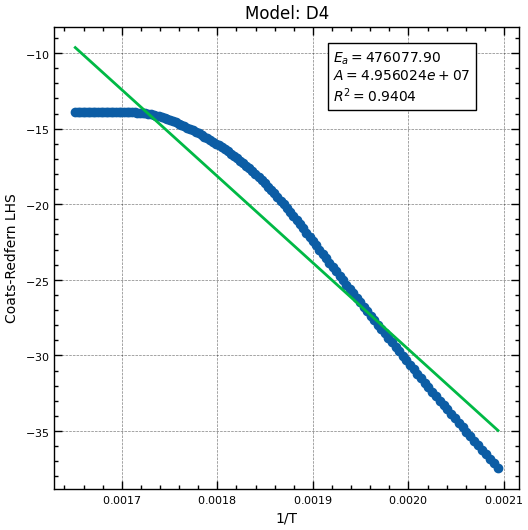 Model: D4
Coats-Redfern LHS
−10
−15
−20
−25
−30
−35
E_a = 476077.90
A = 4.956024e + 07
R^2 = 0.9404
0.0017 0.0018 0.0019 0.0020 0.0021
1/T